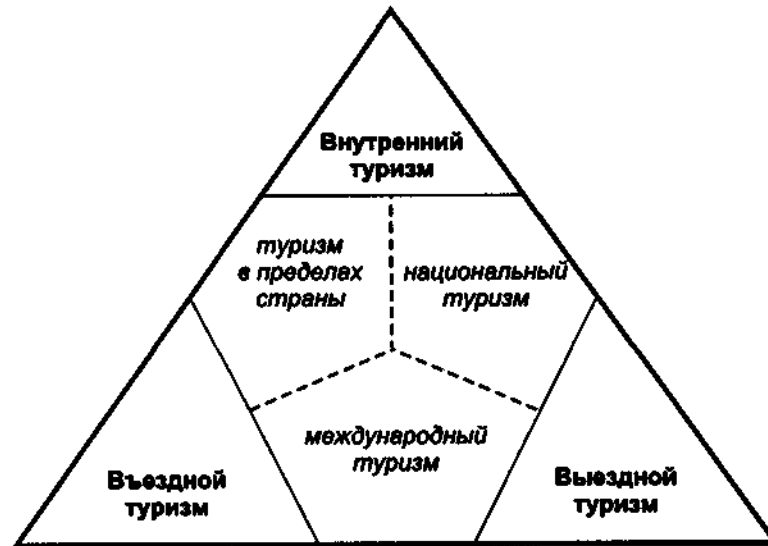 Внутренний
туризм
туризм
в пределах
страны
национальный
туризм
международный
туризм
Въездной
туризм
Выездной
туризм